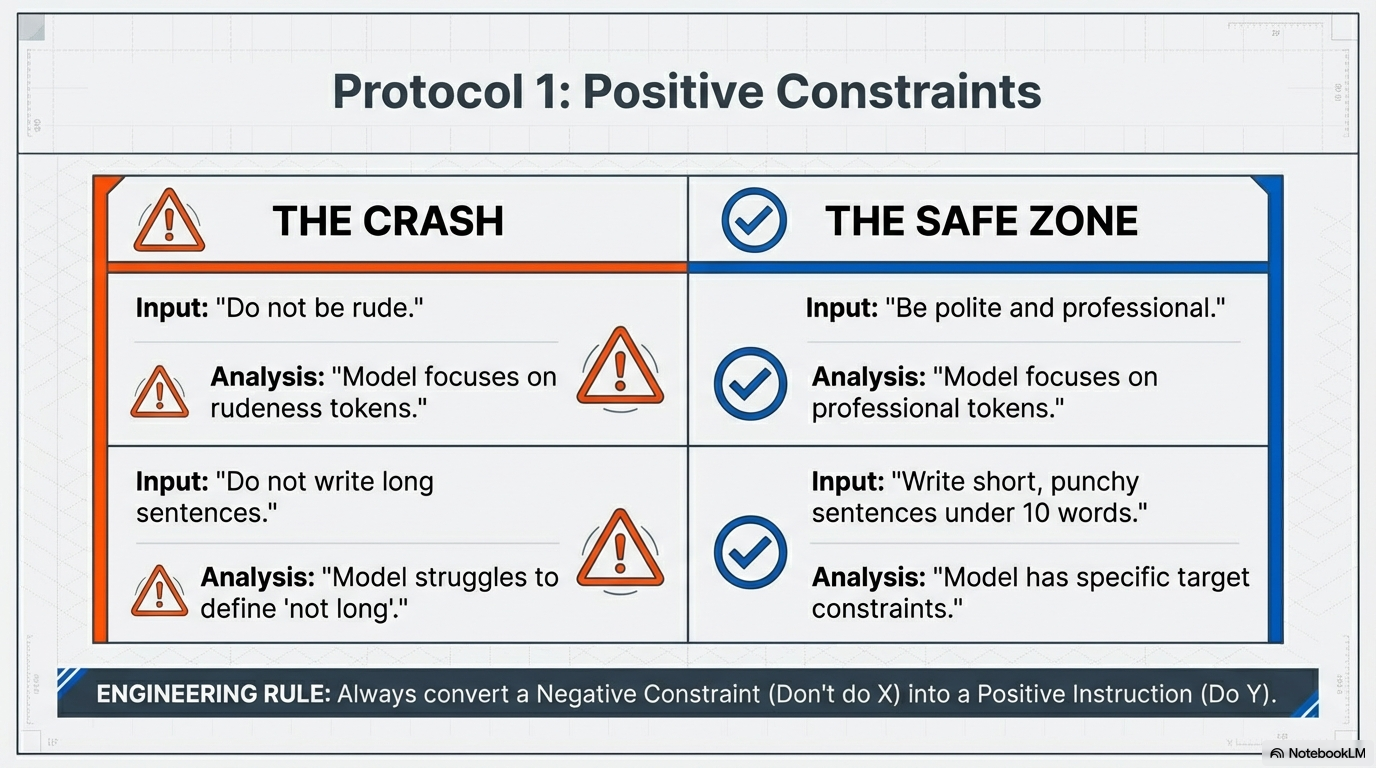 Protocol 1: Positive Constraints
THE CRASH
THE SAFE ZONE
Input: "Do not be rude."
Analysis: "Model focuses on
rudeness tokens."
Input: "Be polite and professional."
Analysis: "Model focuses on
professional tokens."
Input: "Do not write long
sentences."
Analysis: "Model struggles to
define 'not long'."
Input: "Write short, punchy
sentences under 10 words."
Analysis: "Model has specific target
constraints."
ENGINEERING RULE: Always convert a Negative Constraint (Don't do X) into a Positive Instruction (Do Y).
NotebookLM